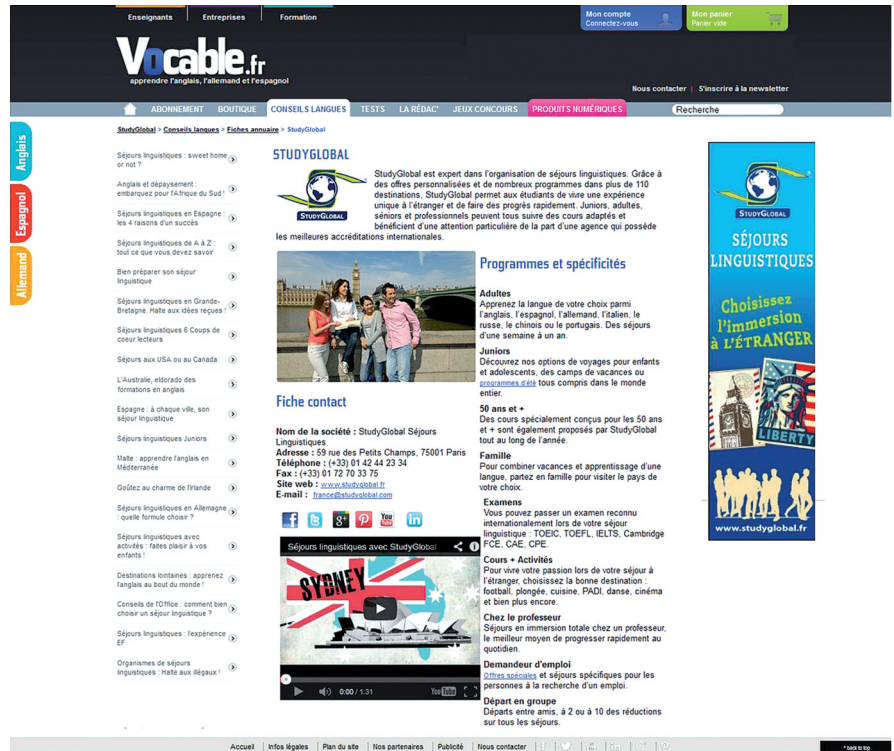 Enseignants
Entreprises
Formation
Mon compte
Connectez-vous
Mon panier
Panier vide
Vocable.fr
apprendre l'anglais, l'allemand et l'espagnol
Nous contacter | S'inscrire à la newsletter
ABONNEMENT BOUTIQUE CONSEILS LANGUES TESTS LA RÉDAC' JEUX CONCOURS PRODUITS NUMÉRIQUES Recherche
StudyGlobal > Conseils langues > Fiches annuaire > StudyGlobal
Anglais
Espagnol
Allemand
Séjours linguistiques : sweet home
or not ?
Anglais et dépaysement :
embarquez pour l'Afrique du Sud !
Séjours linguistiques en Espagne :
les 4 raisons d'un succès
Séjours linguistiques de A à Z :
tout ce que vous devez savoir
Bien préparer son séjour
linguistique
Séjours linguistiques en Grande-
Bretagne. Halte aux idées reçues !
Séjours linguistiques 6 Coups de
coeur lecteurs
Séjours aux USA ou au Canada
L'Australie, eldorado des
formations en anglais
Espagne : à chaque ville, son
séjour linguistique
Séjours linguistiques Juniors
Malte : apprendre l'anglais en
Méditerranée
Goûtez au charme de l'Irlande
Séjours linguistiques en Allemagne
: quelle formule choisir ?
Séjours linguistiques avec
activités : faites plaisir à vos
enfants !
Destinations lointaines : apprenez
l'anglais au bout du monde !
Conseils de l'Office : comment bien
choisir un séjour linguistique ?
Séjours linguistiques : l'expérience
EF
Organismes de séjours
linguistiques : Halte aux illégaux !
STUDYGLOBAL
STUDYGLOBAL
StudyGlobal est expert dans l'organisation de séjours linguistiques. Grâce à
des offres personnalisées et de nombreux programmes dans plus de 110
destinations, StudyGlobal permet aux étudiants de vivre une expérience
unique à l'étranger et de faire des progrès rapidement. Juniors, adultes,
séniors et professionnels peuvent tous suivre des cours adaptés et
bénéficient d'une attention particulière de la part d'une agence qui possède
les meilleures accréditations internationales.
Fiche contact
Nom de la société : StudyGlobal Séjours
Linguistiques
Adresse : 59 rue des Petits Champs, 75001 Paris
Téléphone : (+33) 01 42 44 23 34
Fax : (+33) 01 72 70 33 75
Site web : www.studyglobal.fr
E-mail : france@studyglobal.com
f g+ You Tube in
Séjours linguistiques avec StudyGlobal
SYDNEY
0:00 / 1:31 YouTube
Programmes et spécificités
Adultes
Apprenez la langue de votre choix parmi
l'anglais, l'espagnol, l'allemand, l'italien, le
russe, le chinois ou le portugais. Des séjours
d'une semaine à un an.
Juniors
Découvrez nos options de voyages pour enfants
et adolescents, des camps de vacances ou
programmes d'été tous compris dans le monde
entier.
50 ans et +
Des cours spécialement conçus pour les 50 ans
et + sont également proposés par StudyGlobal
tout au long de l'année.
Famille
Pour combiner vacances et apprentissage d'une
langue, partez en famille pour visiter le pays de
votre choix.
Examens
Vous pouvez passer un examen reconnu
internationalement lors de votre séjour
linguistique : TOEIC, TOEFL, IELTS, Cambridge
FCE, CAE, CPE.
Cours + Activités
Pour vivre votre passion lors de votre séjour à
l'étranger, choisissez la bonne destination :
football, plongée, cuisine, PADI, danse, cinéma
et bien plus encore.
Chez le professeur
Séjours en immersion totale chez un professeur,
le meilleur moyen de progresser rapidement au
quotidien.
Demandeur d'emploi
Offres spéciales et séjours spécifiques pour les
personnes à la recherche d'un emploi.
Départ en groupe
Départs entre amis, à 2 ou à 10 des réductions
sur tous les séjours.
STUDYGLOBAL
SÉJOURS
LINGUISTIQUES
Choisissez
l'immersion
à L'ÉTRANGER
LIBERTY
www.studyglobal.fr
Accueil | Infos légales | Plan du site | Nos partenaires | Publicité | Nous contacter
^ back to top